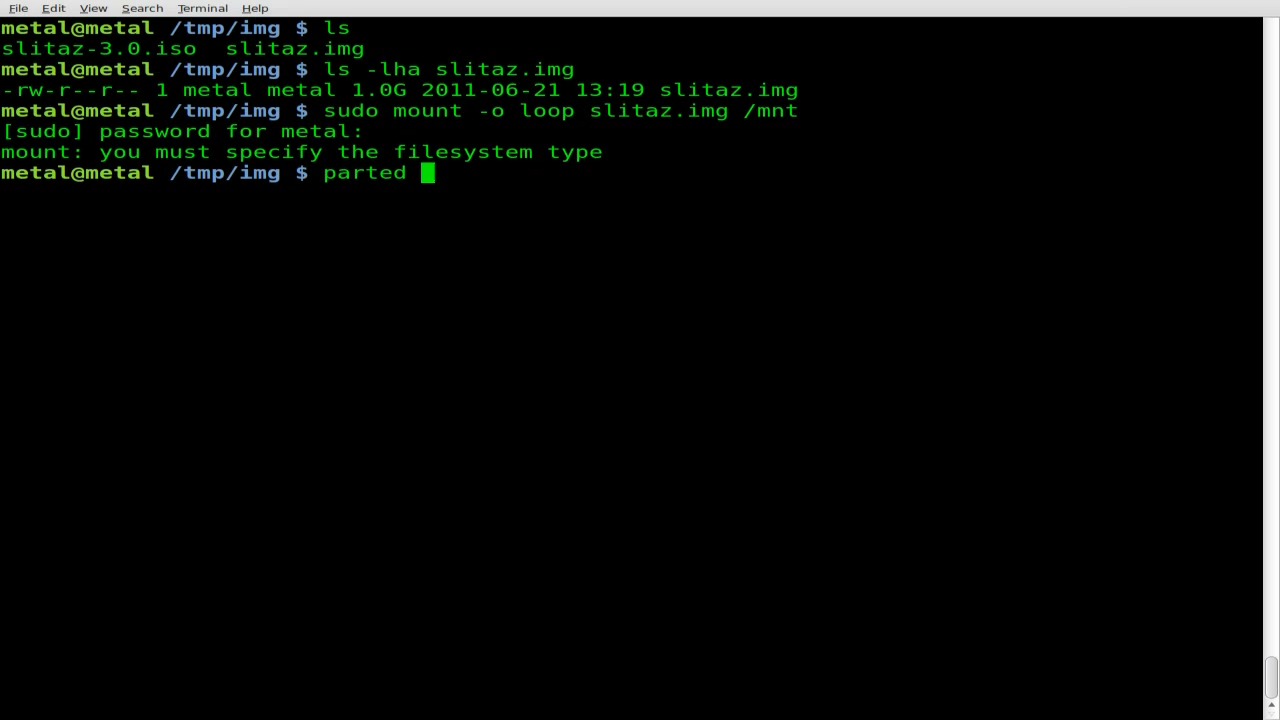 File Edit View Search Terminal Help
metal@metal /tmp/img $ ls
slitaz-3.0.iso  slitaz.img
metal@metal /tmp/img $ ls -lha slitaz.img
-rw-r--r-- 1 metal metal 1.0G 2011-06-21 13:19 slitaz.img
metal@metal /tmp/img $ sudo mount -o loop slitaz.img /mnt
[sudo] password for metal:
mount: you must specify the filesystem type
metal@metal /tmp/img $ parted